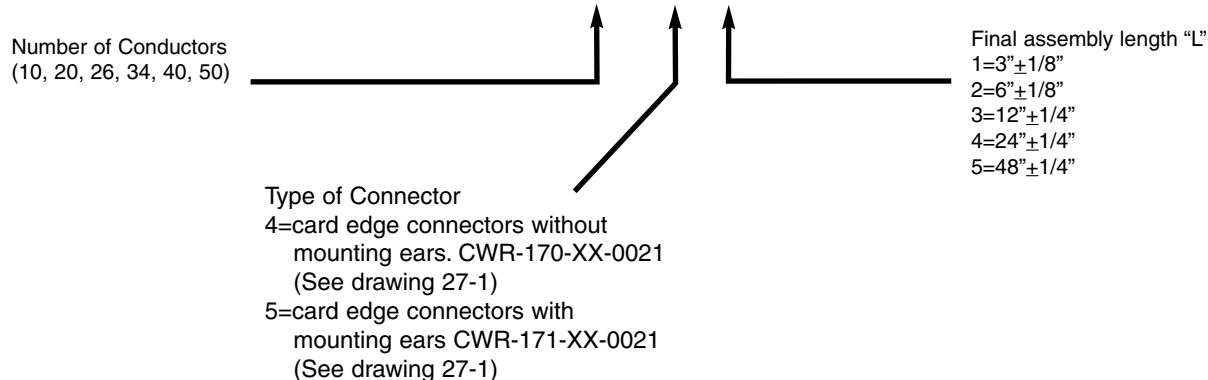 Number of Conductors
(10, 20, 26, 34, 40, 50)
Final assembly length “L”
1=3”±1/8”
2=6”±1/8”
3=12”±1/4”
4=24”±1/4”
5=48”±1/4”
Type of Connector
4=card edge connectors without
mounting ears. CWR-170-XX-0021
(See drawing 27-1)
5=card edge connectors with
mounting ears CWR-171-XX-0021
(See drawing 27-1)